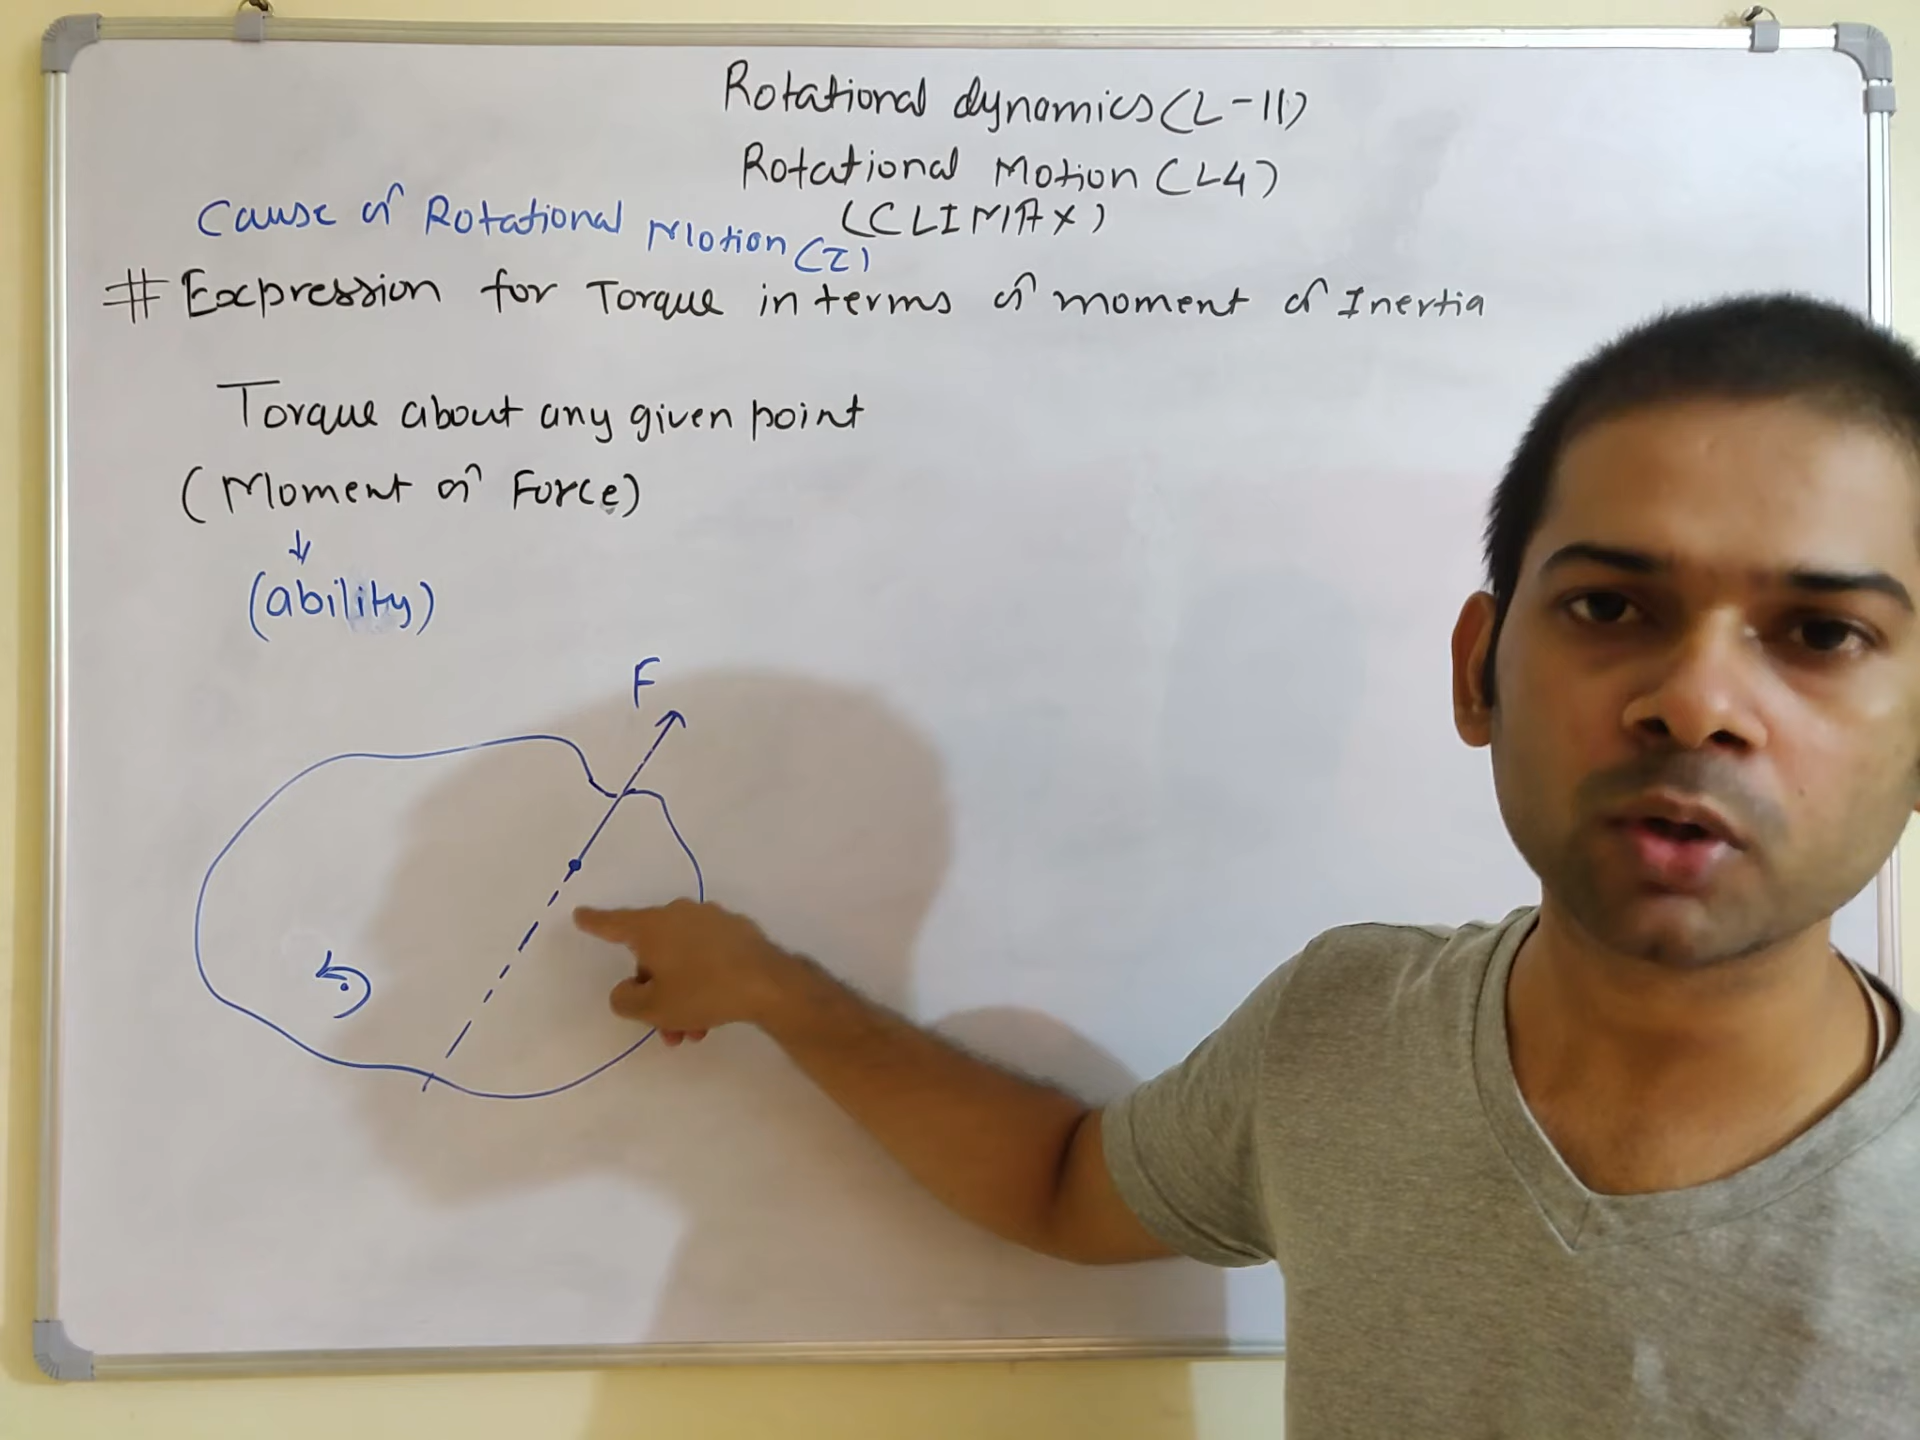 Rotational dynamics (L-11)
Rotational Motion (L4)
(CLIMAX)
Cause of Rotational Motion (τ)
# Expression for Torque in terms of moment of Inertia
Torque about any given point
(Moment of Force)
(ability)
F